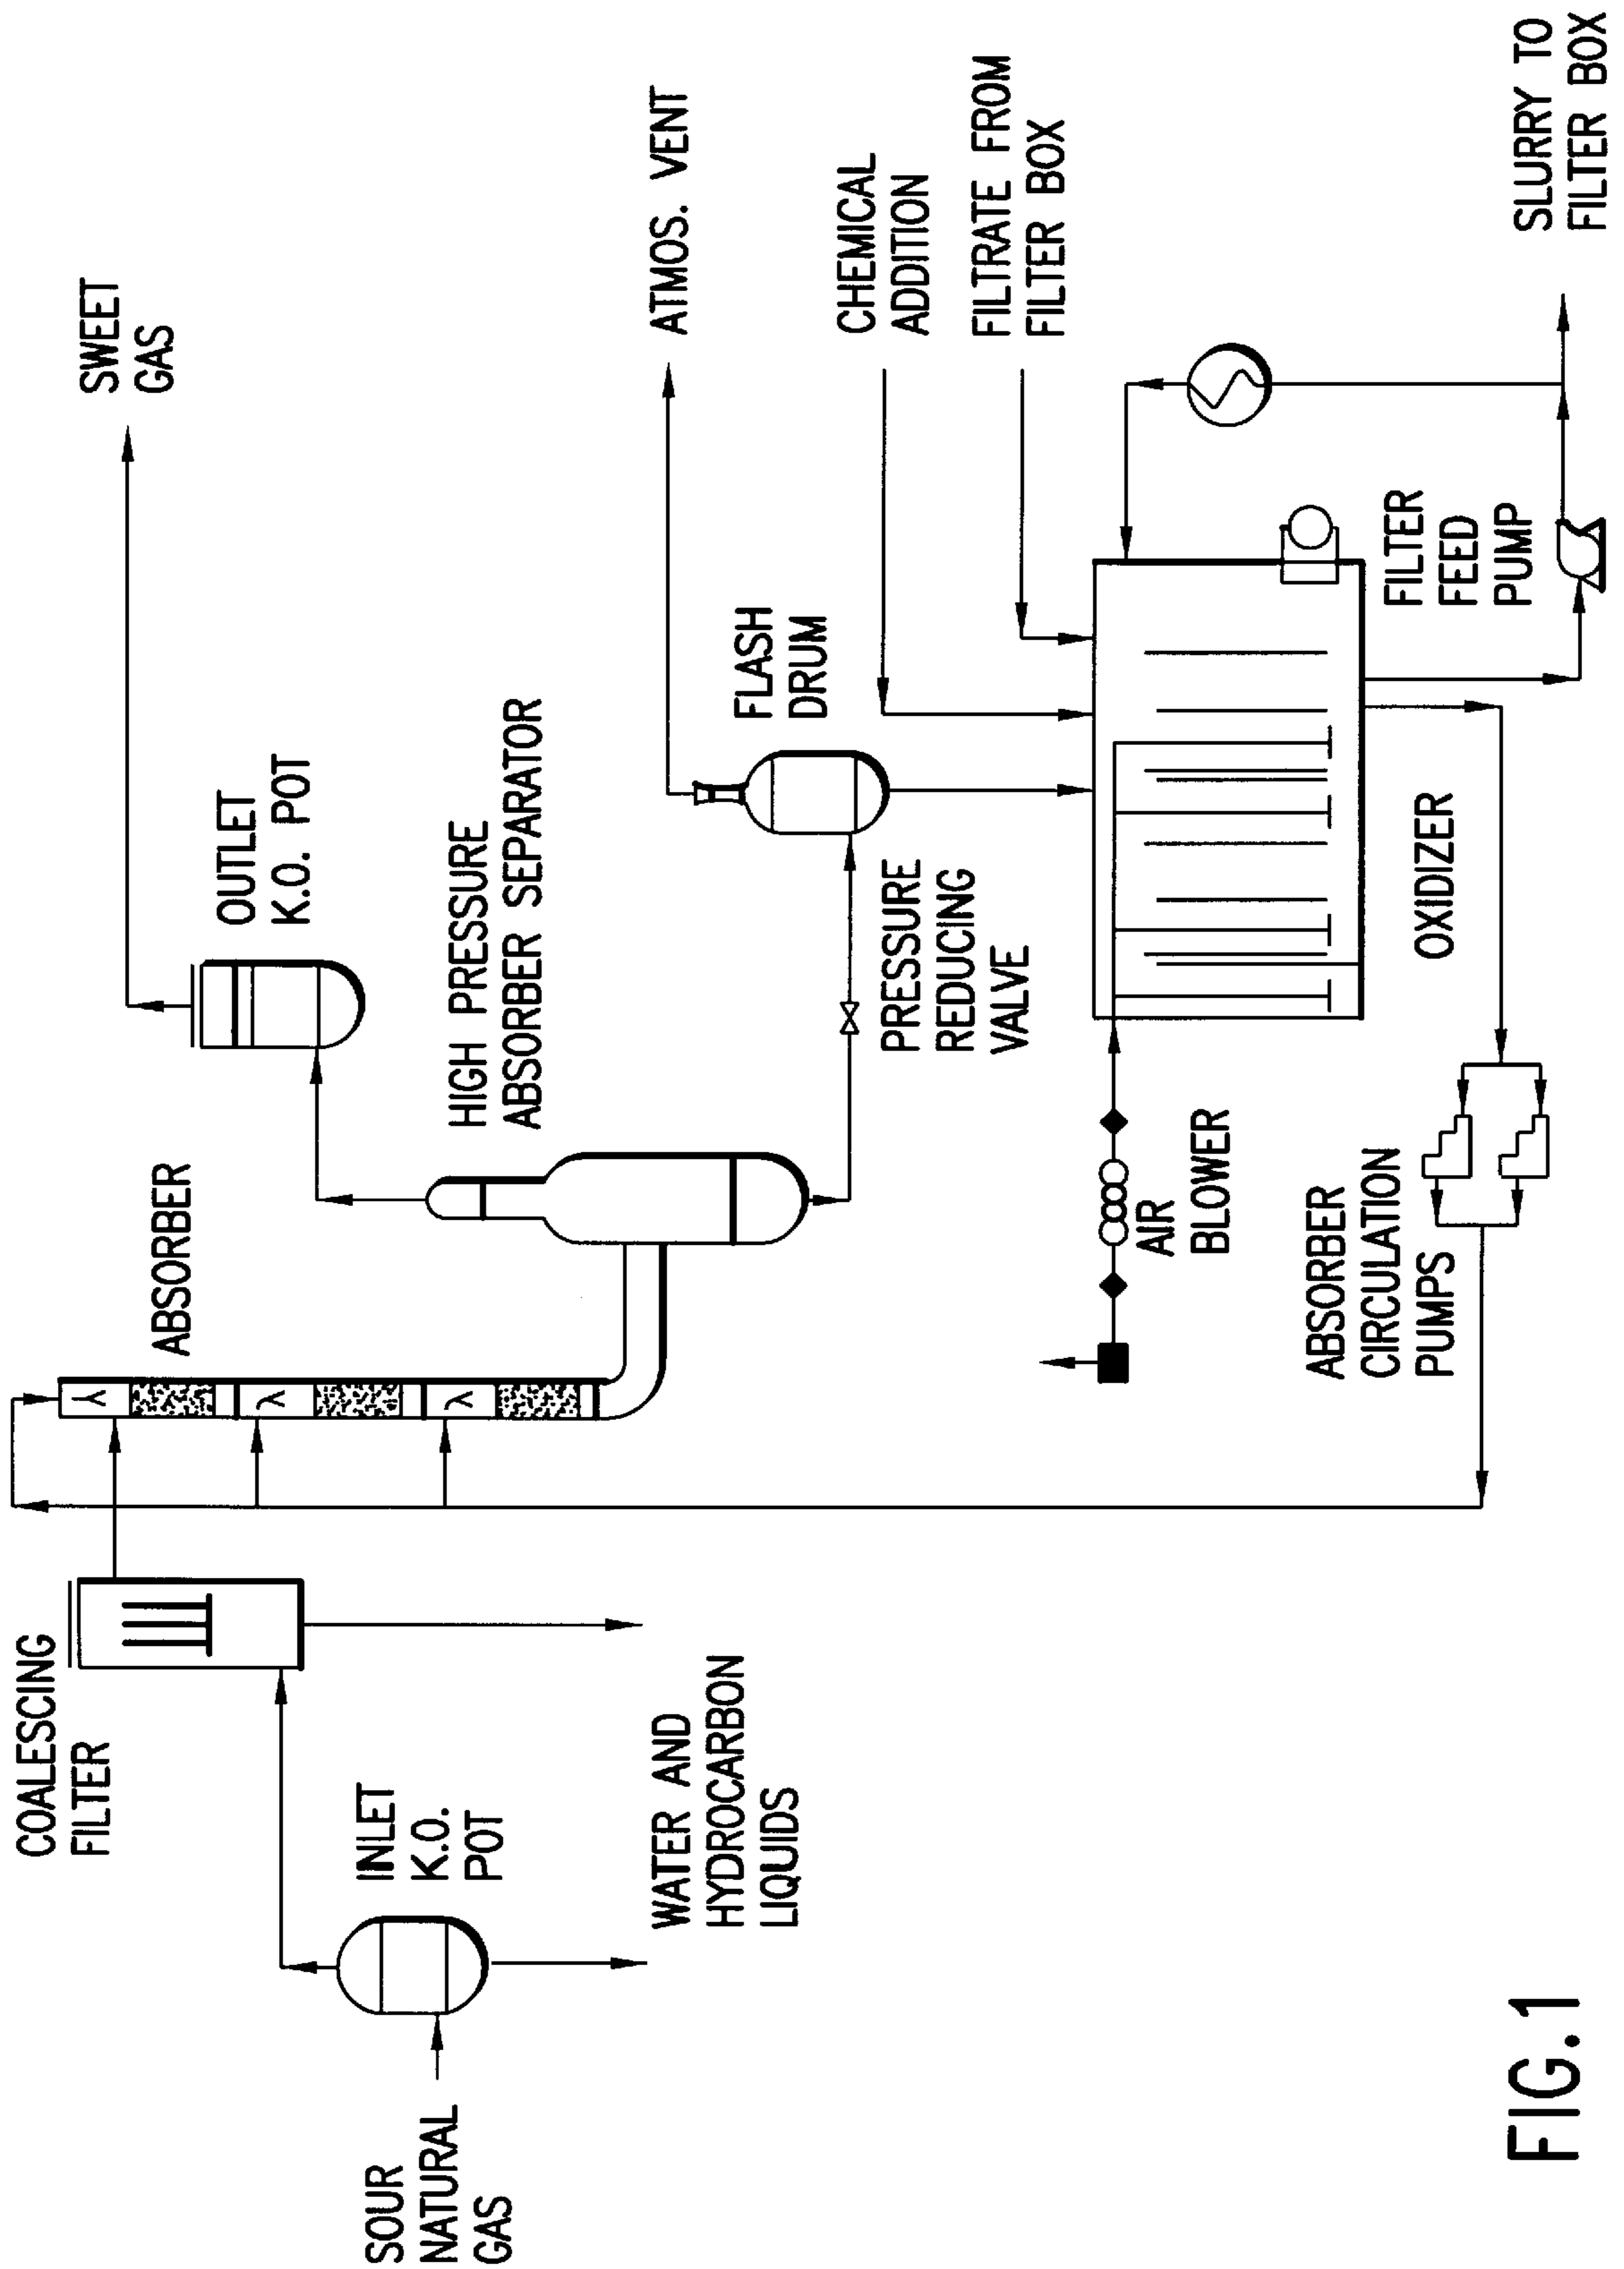 SWEET
GAS
OUTLET
K.O. POT
ABSORBER
COALESCING
FILTER
INLET
K.O.
POT
SOUR
NATURAL
GAS
WATER AND
HYDROCARBON
LIQUIDS
HIGH PRESSURE
ABSORBER SEPARATOR
FLASH
DRUM
ATMOS. VENT
CHEMICAL
ADDITION
FILTRATE FROM
FILTER BOX
PRESSURE
REDUCING
VALVE
AIR
BLOWER
ABSORBER
CIRCULATION
PUMPS
OXIDIZER
FILTER
FEED
PUMP
SLURRY TO
FILTER BOX
FIG.1